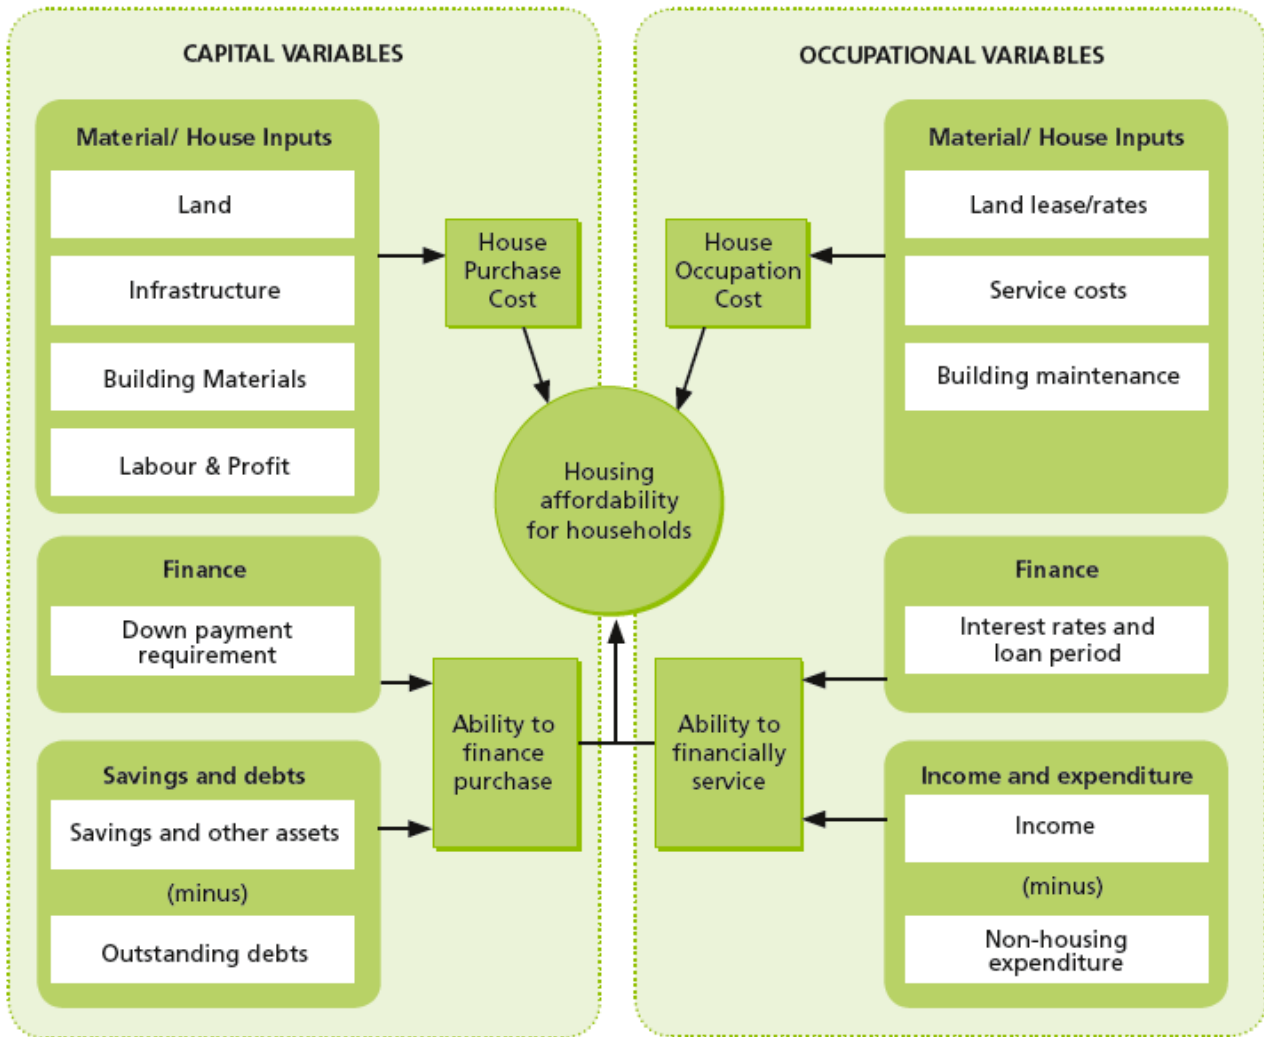 CAPITAL VARIABLES
Material/ House Inputs
Land
Infrastructure
Building Materials
Labour & Profit
House
Purchase
Cost
Finance
Down payment
requirement
Savings and debts
Savings and other assets
(minus)
Outstanding debts
Ability to
finance
purchase
Housing
affordability
for households
OCCUPATIONAL VARIABLES
Material/ House Inputs
Land lease/rates
Service costs
Building maintenance
House
Occupation
Cost
Finance
Interest rates and
loan period
Income and expenditure
Income
(minus)
Non-housing
expenditure
Ability to
financially
service